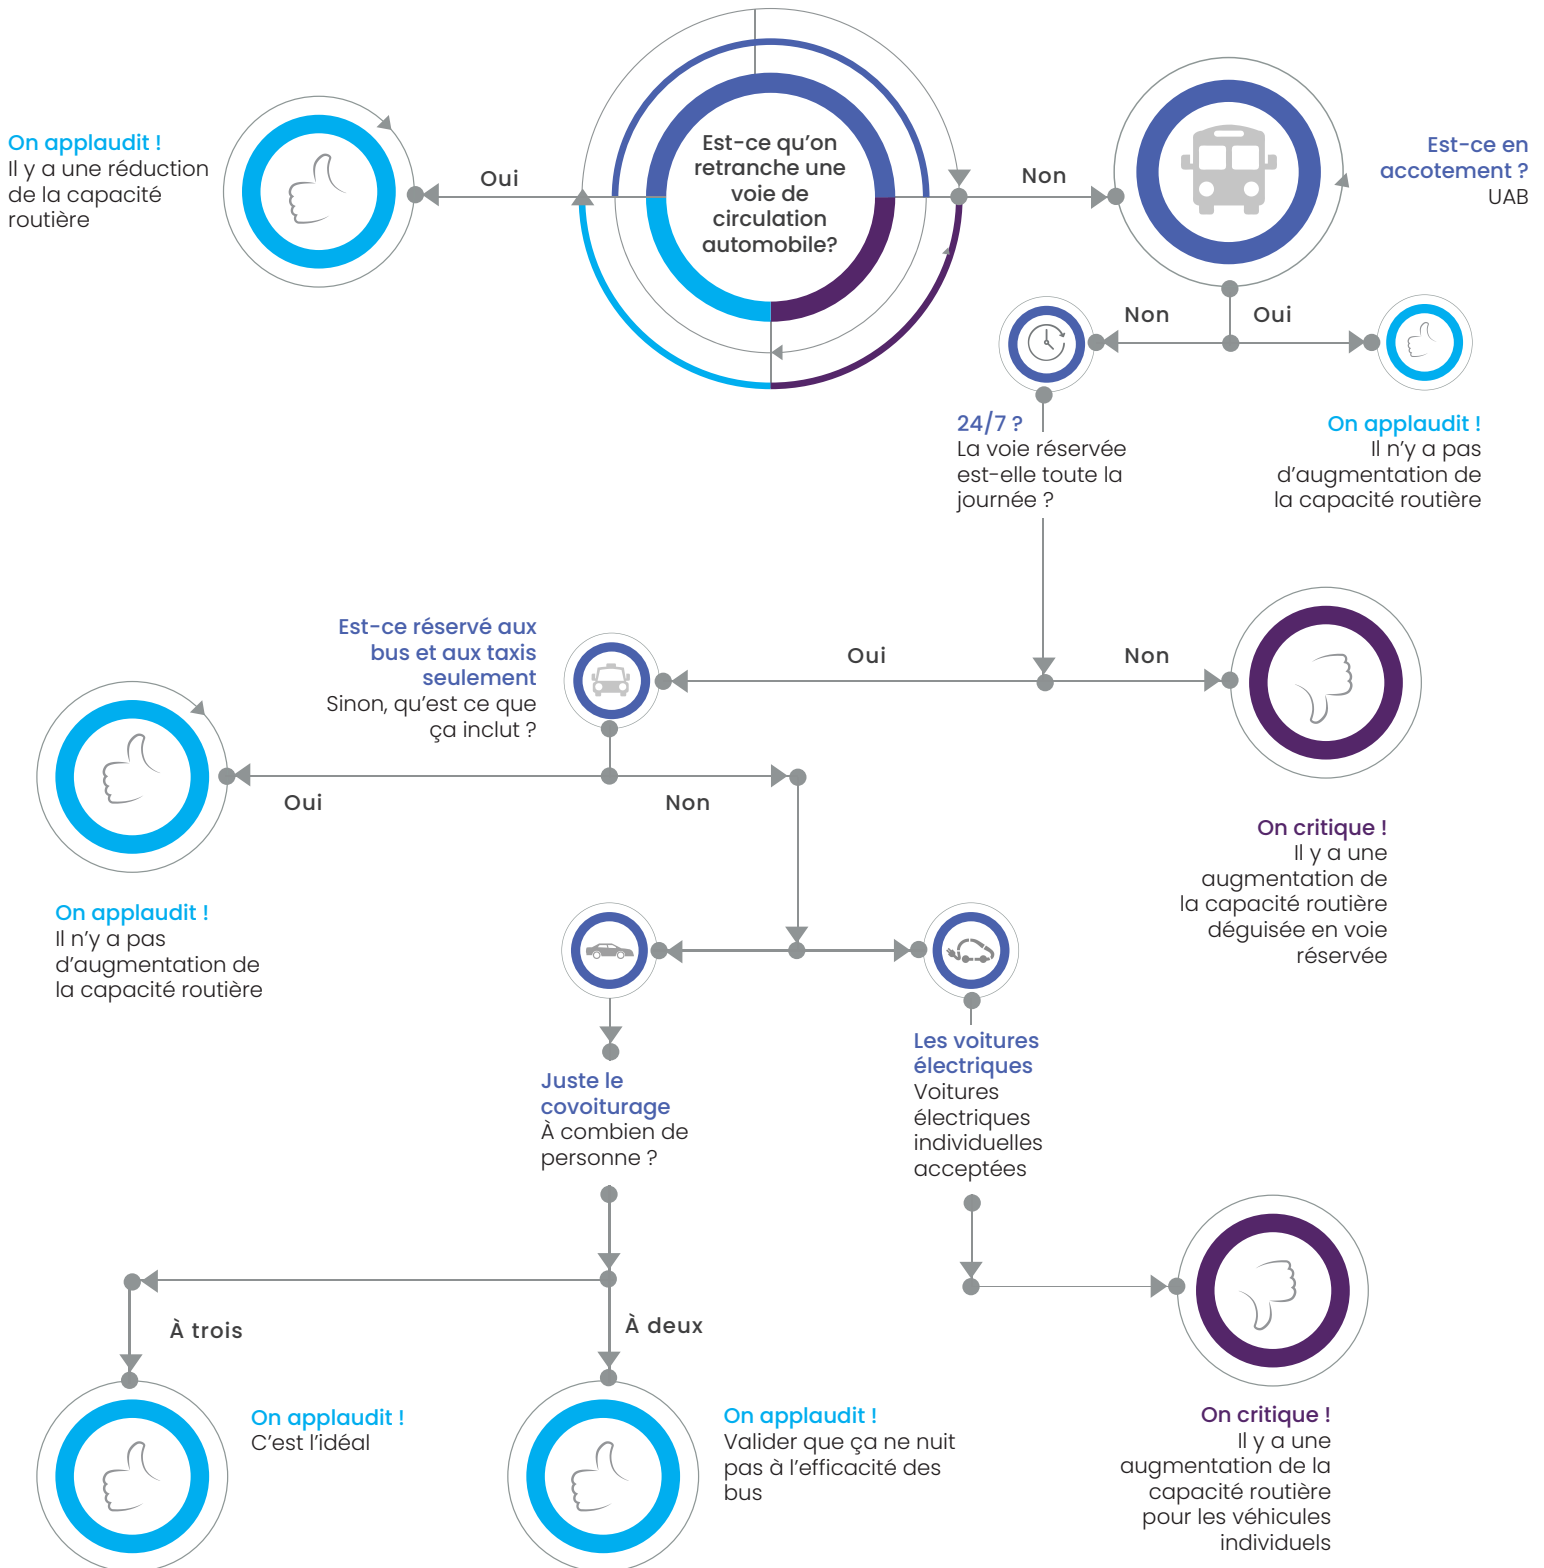 Est-ce qu'on
retranche une
voie de
circulation
automobile?
Oui
Non
On applaudit !
Il y a une réduction
de la capacité
routière
Est-ce en
accotement ?
UAB
Non
Oui
24/7 ?
La voie réservée
est-elle toute la
journée ?
On applaudit !
Il n'y a pas
d'augmentation de
la capacité routière
Oui
Non
Est-ce réservé aux
bus et aux taxis
seulement
Sinon, qu'est ce que
ça inclut ?
Oui
Non
On critique !
Il y a une
augmentation de
la capacité routière
déguisée en voie
réservée
On applaudit !
Il n'y a pas
d'augmentation de
la capacité routière
Juste le
covoiturage
À combien de
personne ?
Les voitures
électriques
Voitures
électriques
individuelles
acceptées
À trois
À deux
On applaudit !
C'est l'idéal
On applaudit !
Valider que ça ne nuit
pas à l'efficacité des
bus
On critique !
Il y a une
augmentation de la
capacité routière
pour les véhicules
individuels